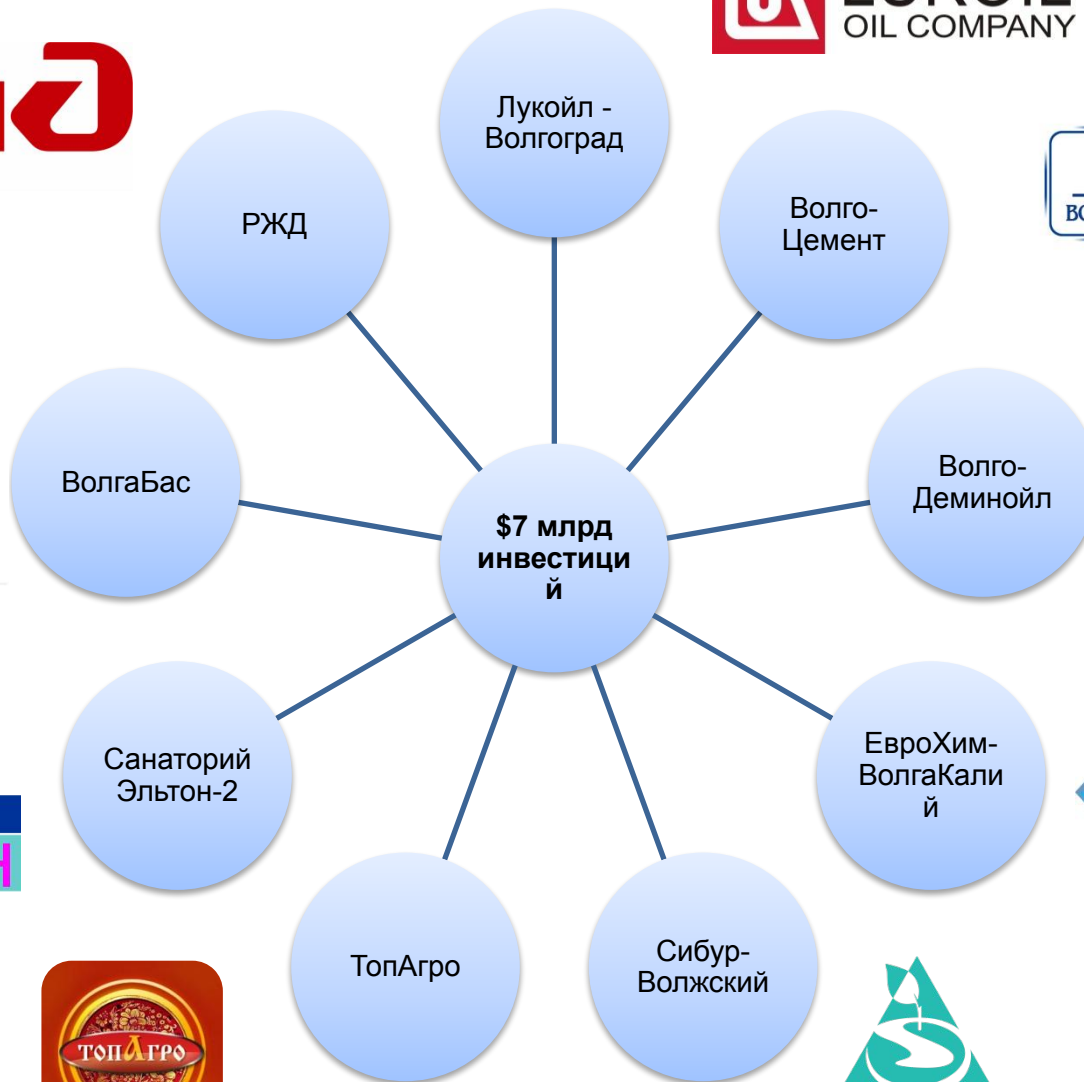 OIL COMPANY
Лукойл -
Волгоград
РЖД
Волго-
Цемент
ВолгаБас
Волго-
Деминойл
$7 млрд
инвестици
й
Санаторий
Эльтон-2
ЕвроХим-
ВолгаКали
й
ТопАгро
Сибур-
Волжский
ТОПАГРО